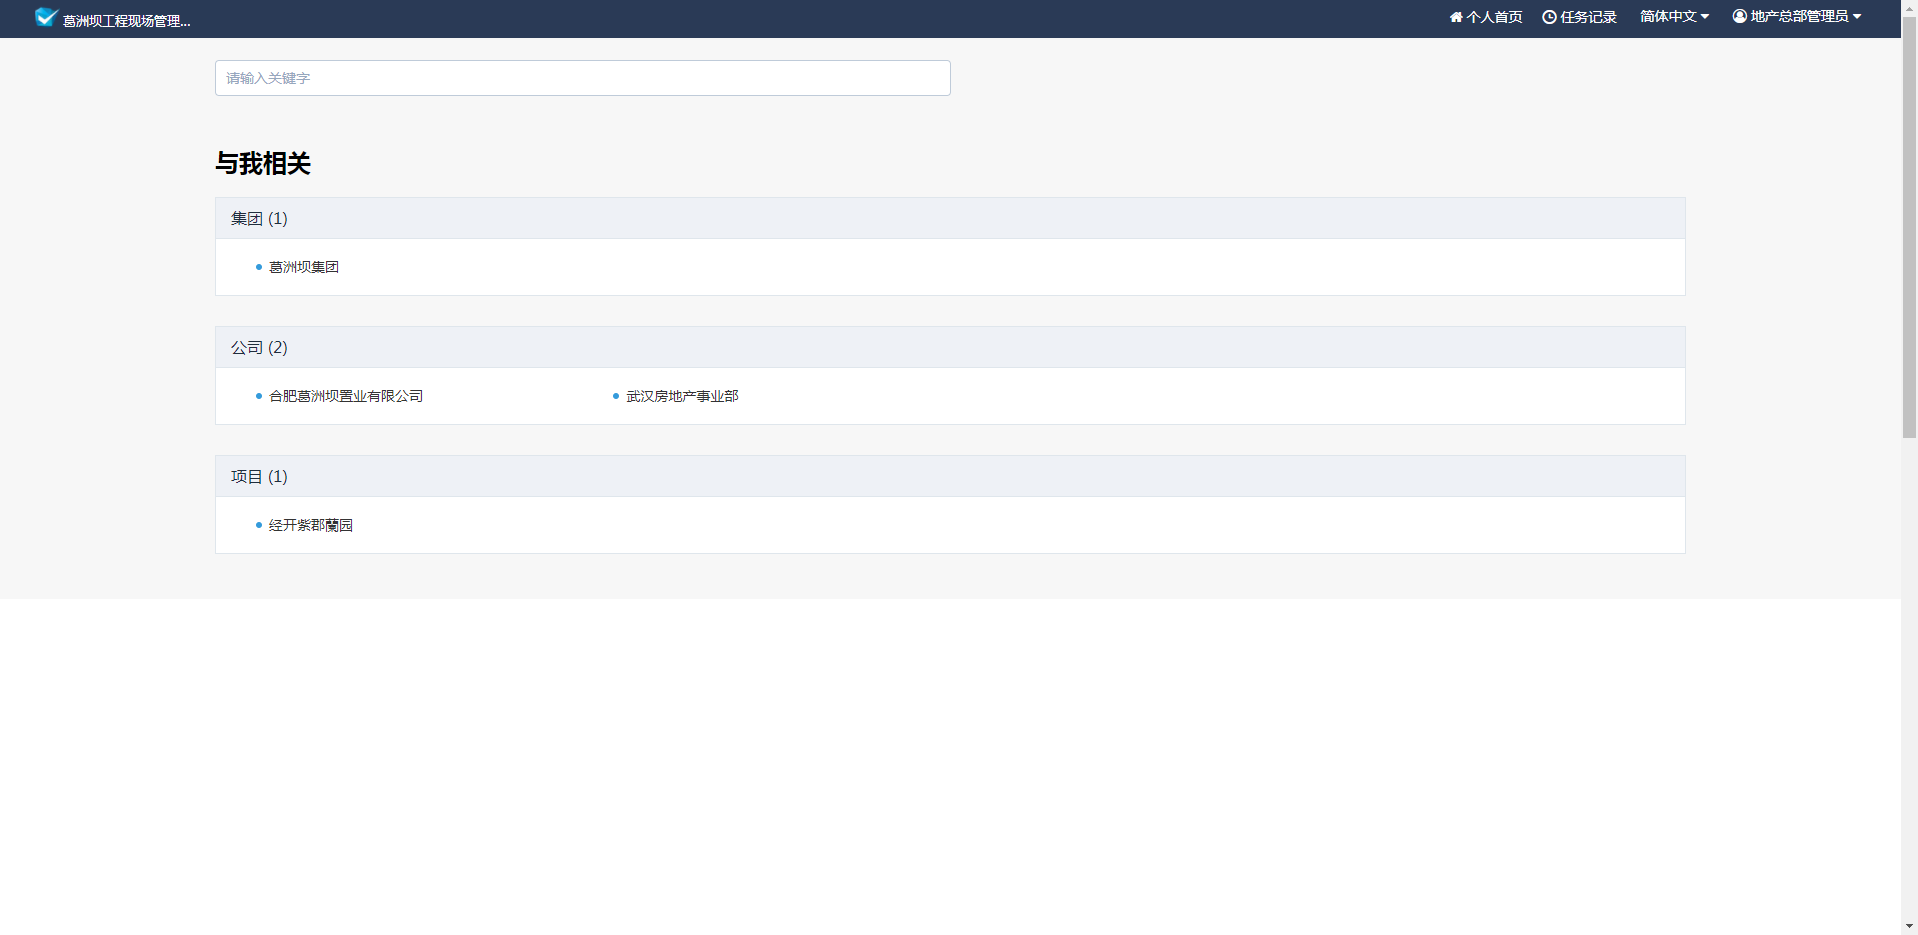 葛洲坝工程现场管理...
个人首页 任务记录 简体中文 地产总部管理员
请输入关键字
与我相关
集团 (1)
葛洲坝集团
公司 (2)
合肥葛洲坝置业有限公司 武汉房地产事业部
项目 (1)
经开紫郡蘭园